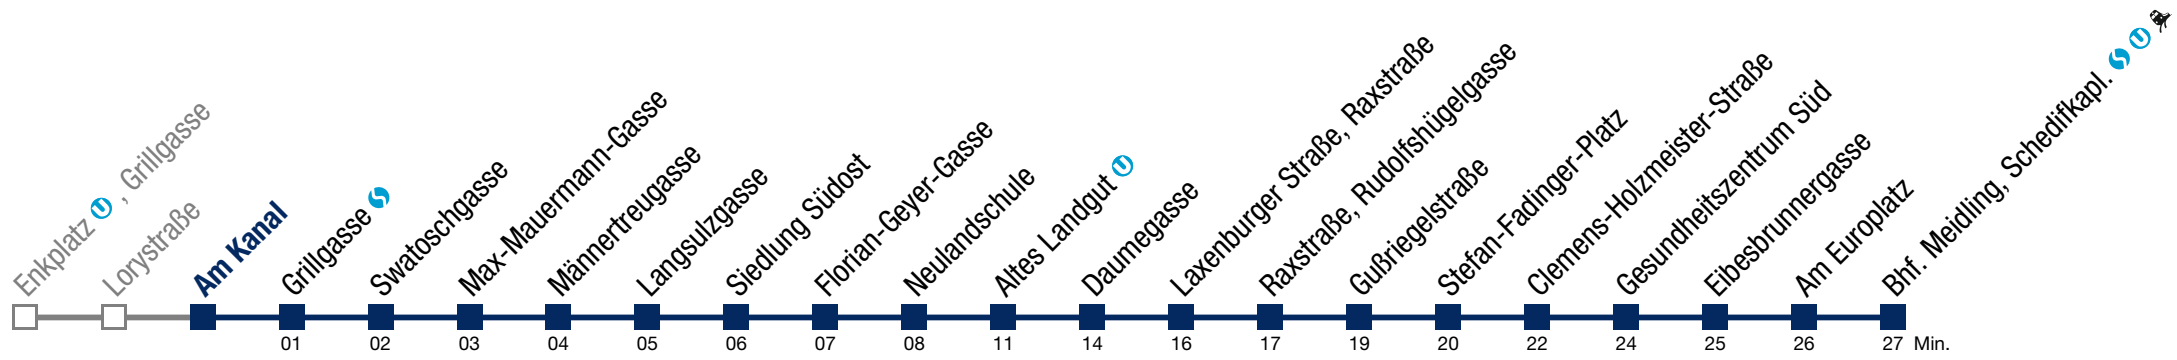 Enkplatz U , Grillgasse
Lorystraße
Am Kanal
Grillgasse S
Swatoschgasse
Max-Mauermann-Gasse
Männertreugasse
Langsulzgasse
Siedlung Südost
Florian-Geyer-Gasse
Neulandschule
Altes Landgut U
Daumegasse
Laxenburger Straße, Raxstraße
Raxstraße, Rudolfshügelgasse
Gußriegelstraße
Stefan-Fadinger-Platz
Clemens-Holzmeister-Straße
Gesundheitszentrum Süd
Eibesbrunnergasse
Am Europlatz
Bhf. Meidling, Schedifkapl. S U
01 02 03 04 05 06 07 08 11 14 16 17 19 20 22 24 25 26 27 Min.